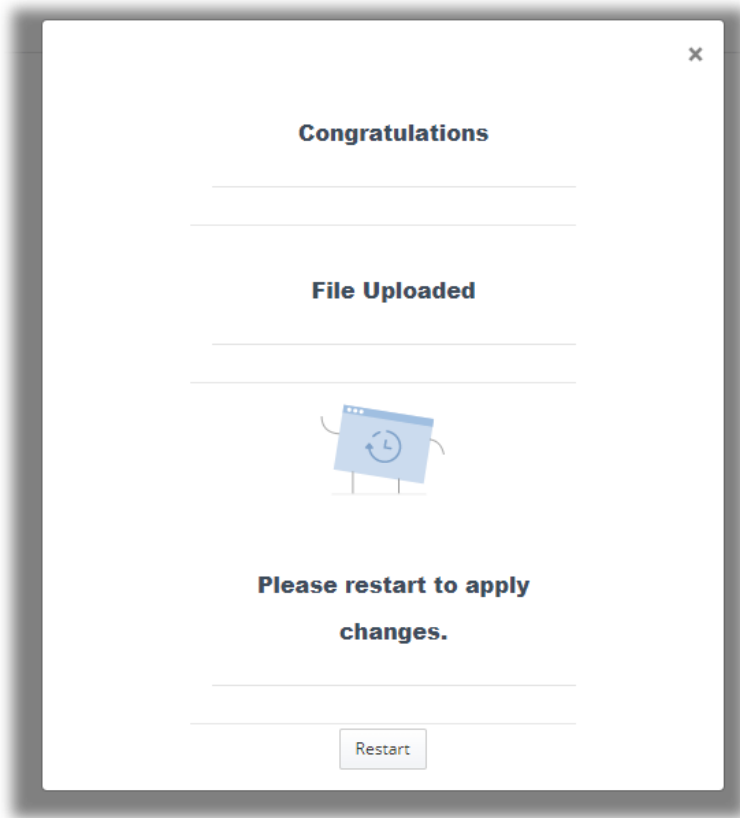 Congratulations
File Uploaded
Please restart to apply
changes.
Restart